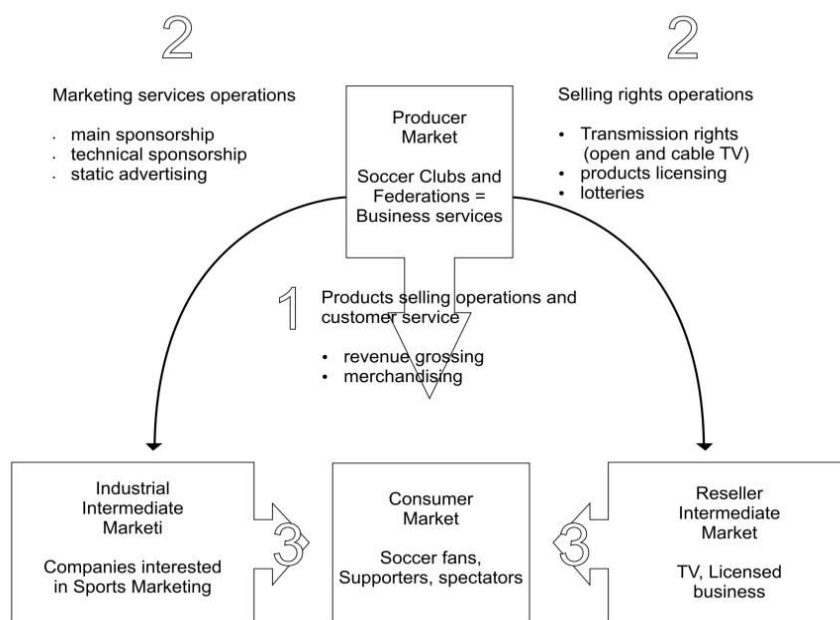 2
Marketing services operations
. main sponsorship
. technical sponsorship
. static advertising
Producer
Market
Soccer Clubs and
Federations =
Business services
2
Selling rights operations
• Transmission rights
(open and cable TV)
• products licensing
• lotteries
1
Products selling operations and
customer service
• revenue grossing
• merchandising
Industrial
Intermediate
Marketi
Companies interested
in Sports Marketing
3
Consumer
Market
Soccer fans,
Supporters, spectators
3
Reseller
Intermediate
Market
TV, Licensed
business